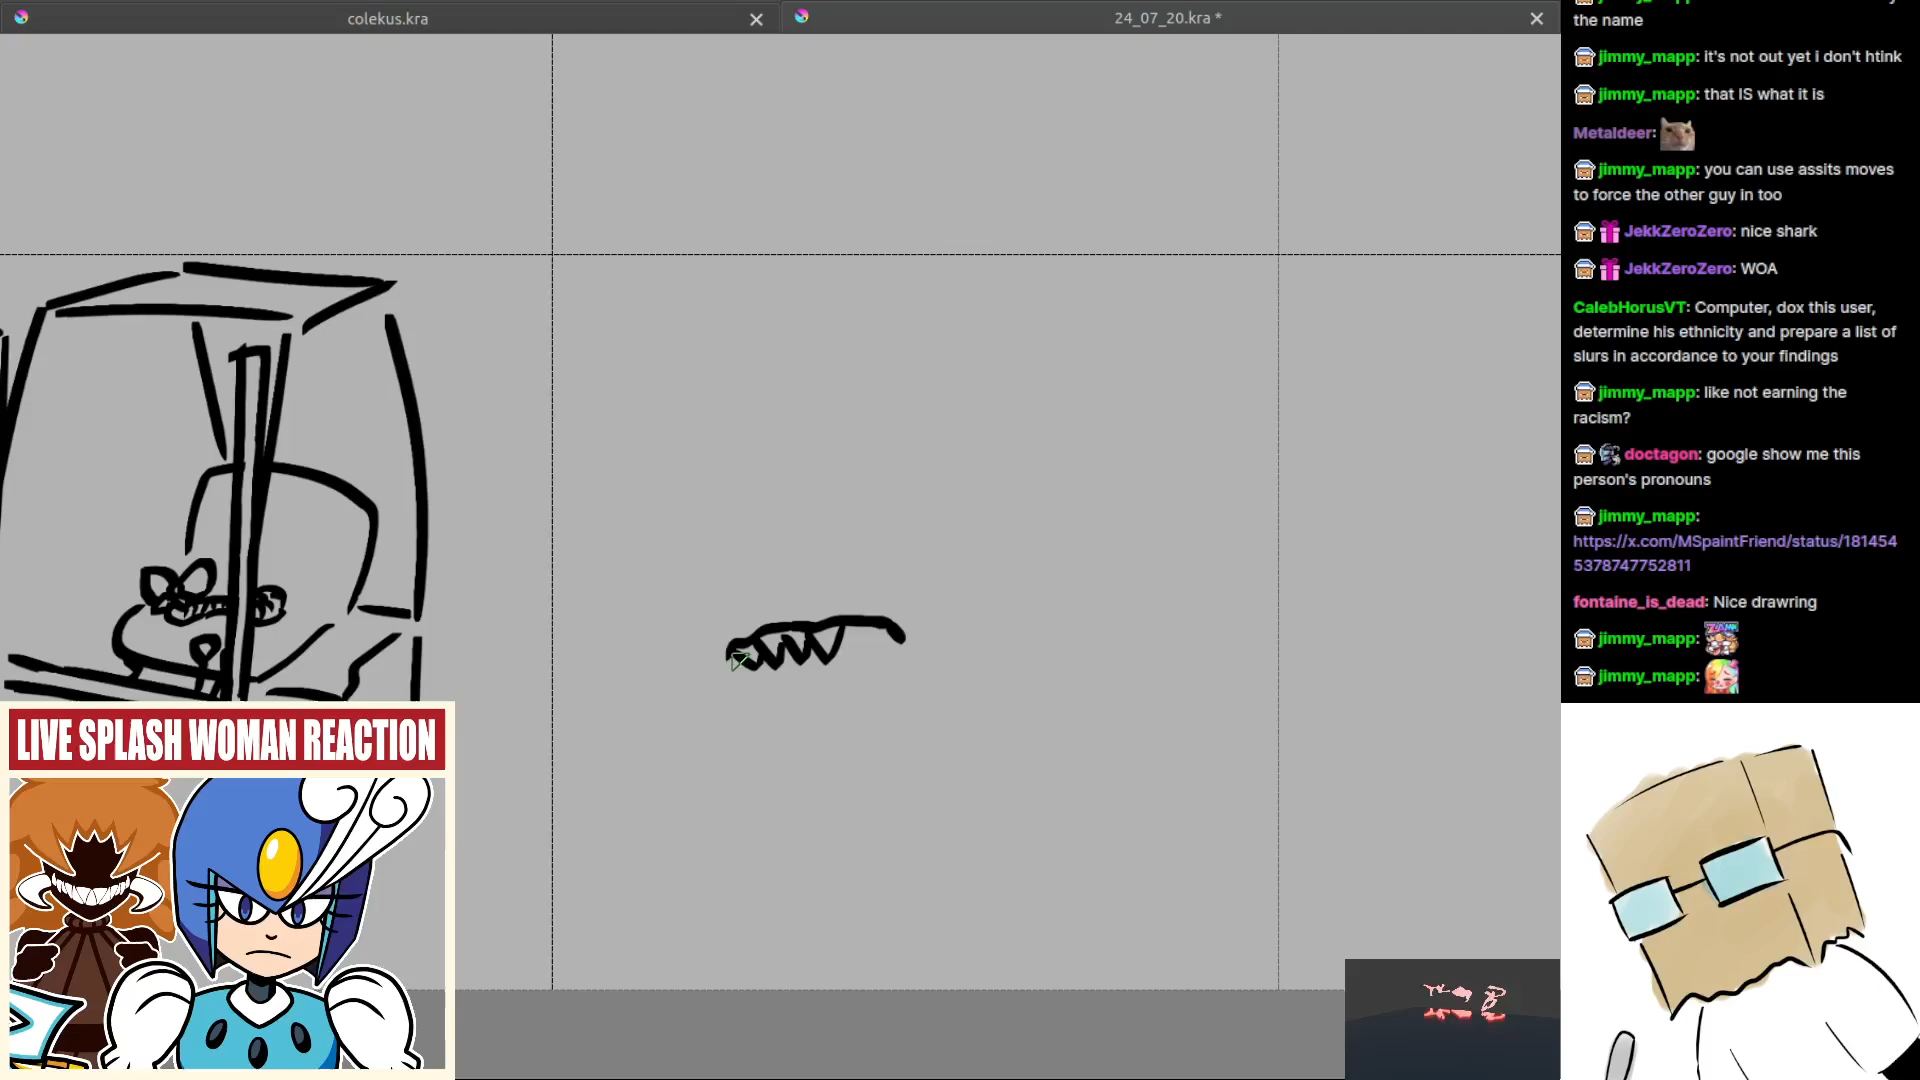 colekus.kra
24_07_20.kra *
the name
jimmy_mapp: it's not out yet i don't htink
jimmy_mapp: that IS what it is
Metaldeer:
jimmy_mapp: you can use assits moves
to force the other guy in too
JekkZeroZero: nice shark
JekkZeroZero: WOA
CalebHorusVT: Computer, dox this user,
determine his ethnicity and prepare a list of
slurs in accordance to your findings
jimmy_mapp: like not earning the
racism?
doctagon: google show me this
person's pronouns
jimmy_mapp:
https://x.com/MSpaintFriend/status/181454
5378747752811
fontaine_is_dead: Nice drawring
jimmy_mapp:
jimmy_mapp:
LIVE SPLASH WOMAN REACTION